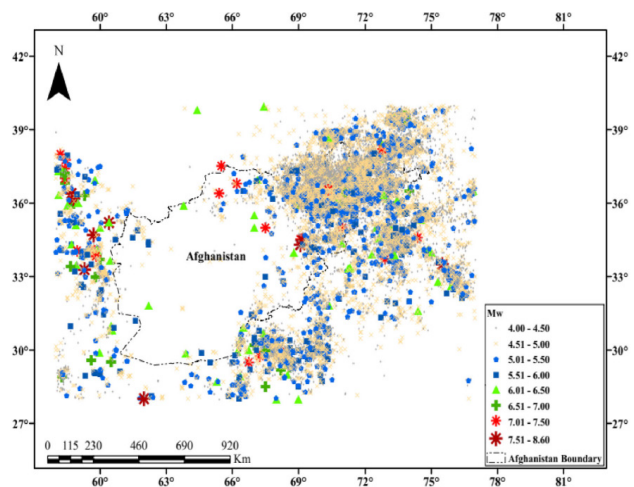 60° 63° 66° 69° 72° 75° 78° 81°
42° 42°
N
39° 39°
36° 36°
Afghanistan
33° 33°
30° 30°
27° 27°
Mw
4.00 - 4.50
4.51 - 5.00
5.01 - 5.50
5.51 - 6.00
6.01 - 6.50
6.51 - 7.00
7.01 - 7.50
7.51 - 8.60
Afghanistan Boundary
0 115 230 460 690 920
Km
60° 63° 66° 69° 72° 75° 78° 81°